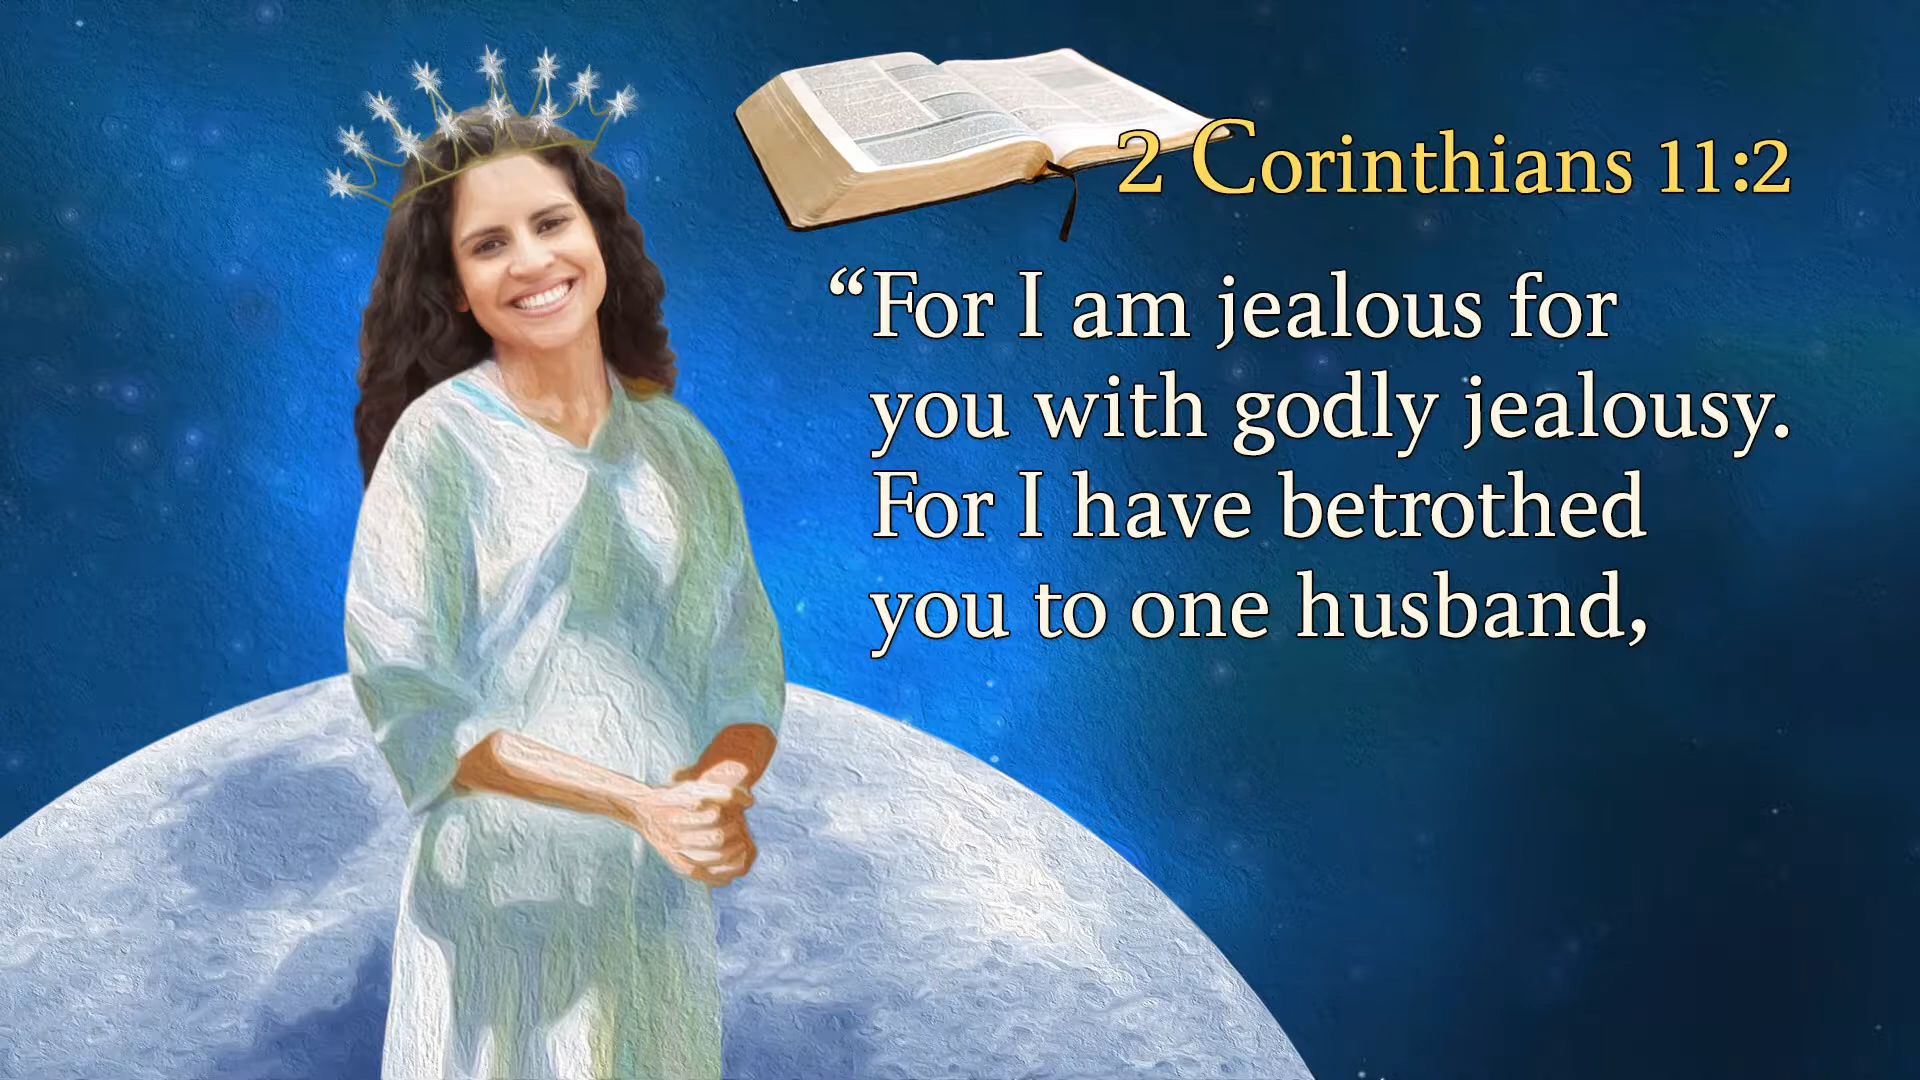 2 Corinthians 11:2
“For I am jealous for
you with godly jealousy.
For I have betrothed
you to one husband,